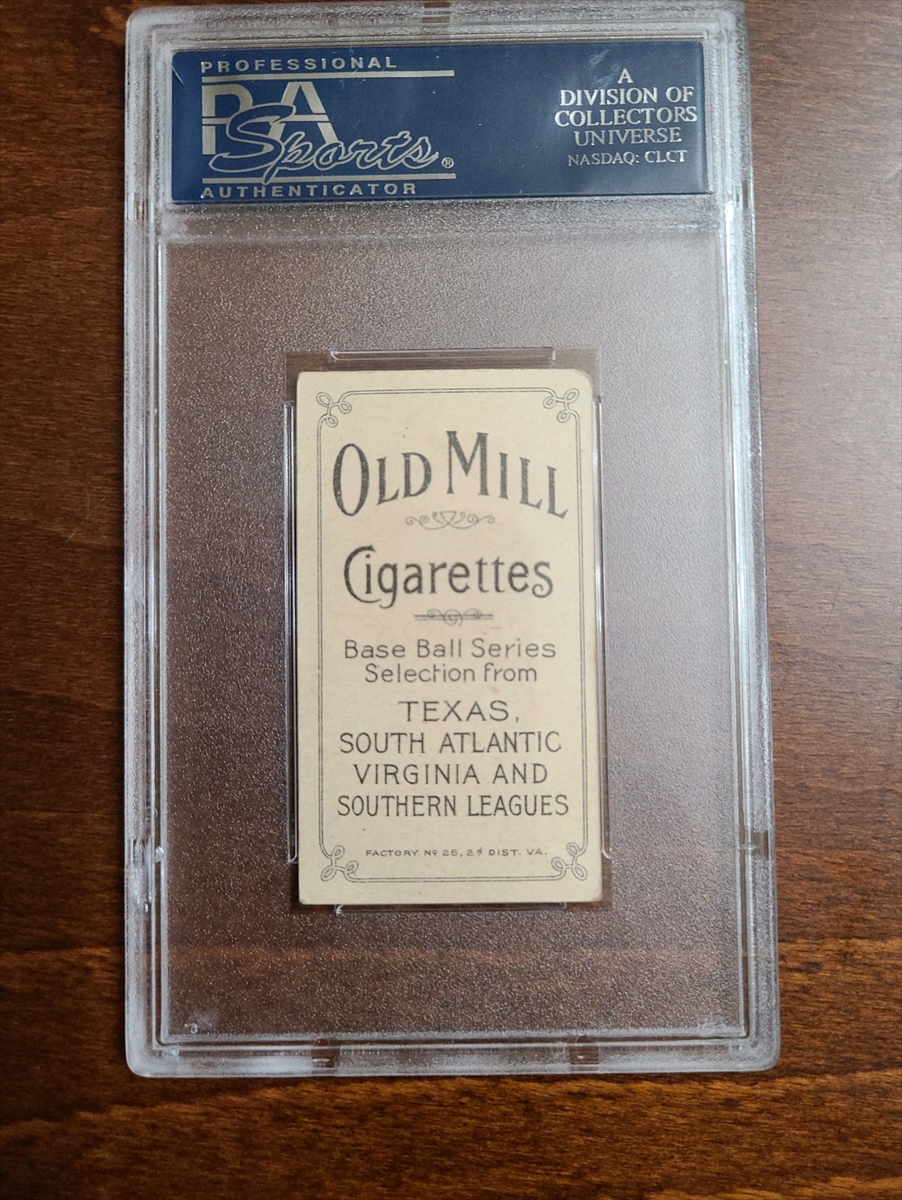 PROFESSIONAL
PSA
Sports®
AUTHENTICATOR
A
DIVISION OF
COLLECTORS
UNIVERSE
NASDAQ: CLCT
OLD MILL
Cigarettes
Base Ball Series
Selection from
TEXAS,
SOUTH ATLANTIC
VIRGINIA AND
SOUTHERN LEAGUES
FACTORY Nº 25, 2d DIST. VA.